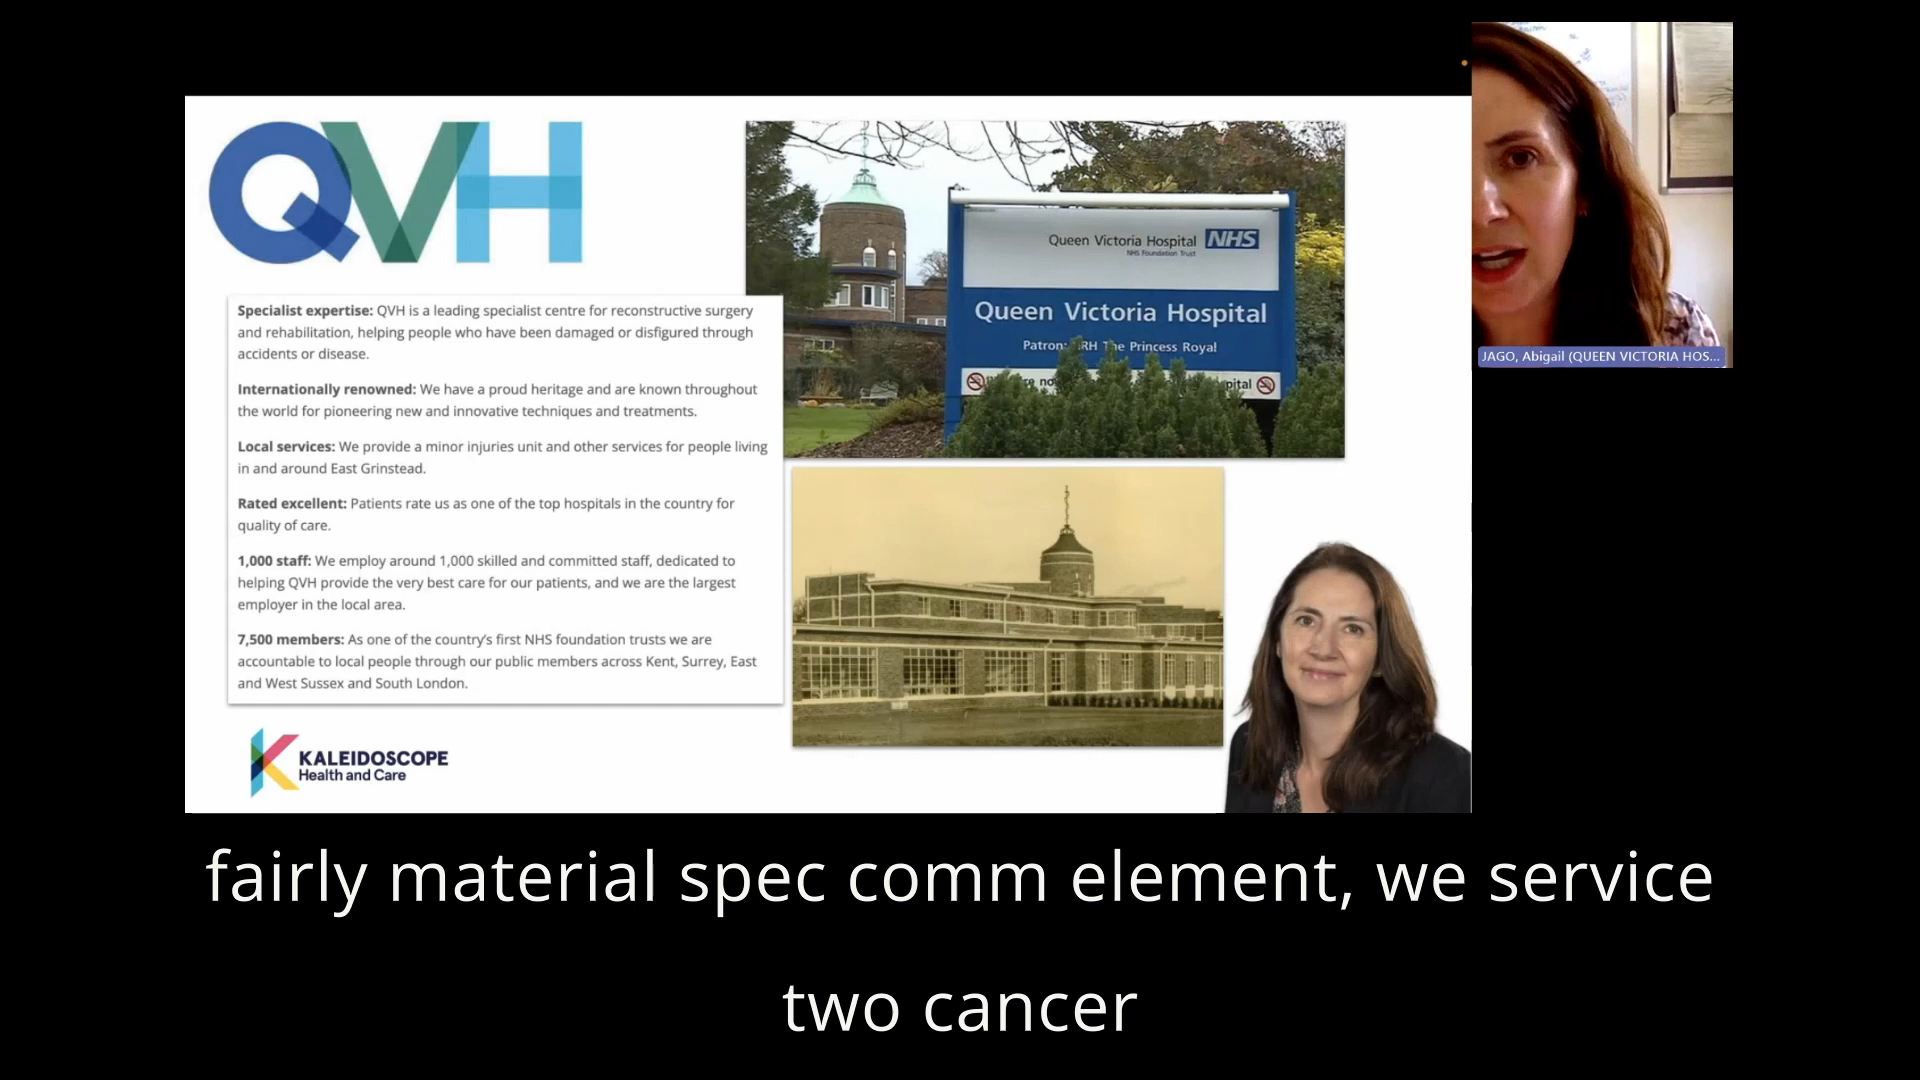 QVH
Specialist expertise: QVH is a leading specialist centre for reconstructive surgery
and rehabilitation, helping people who have been damaged or disfigured through
accidents or disease.
Internationally renowned: We have a proud heritage and are known throughout
the world for pioneering new and innovative techniques and treatments.
Local services: We provide a minor injuries unit and other services for people living
in and around East Grinstead.
Rated excellent: Patients rate us as one of the top hospitals in the country for
quality of care.
1,000 staff: We employ around 1,000 skilled and committed staff, dedicated to
helping QVH provide the very best care for our patients, and we are the largest
employer in the local area.
7,500 members: As one of the country's first NHS foundation trusts we are
accountable to local people through our public members across Kent, Surrey, East
and West Sussex and South London.
KALEIDOSCOPE
Health and Care
Queen Victoria Hospital NHS
NHS Foundation Trust
Queen Victoria Hospital
Patron: The Princess Royal
JAGO, Abigail (QUEEN VICTORIA HOS...
fairly material spec comm element, we service
two cancer